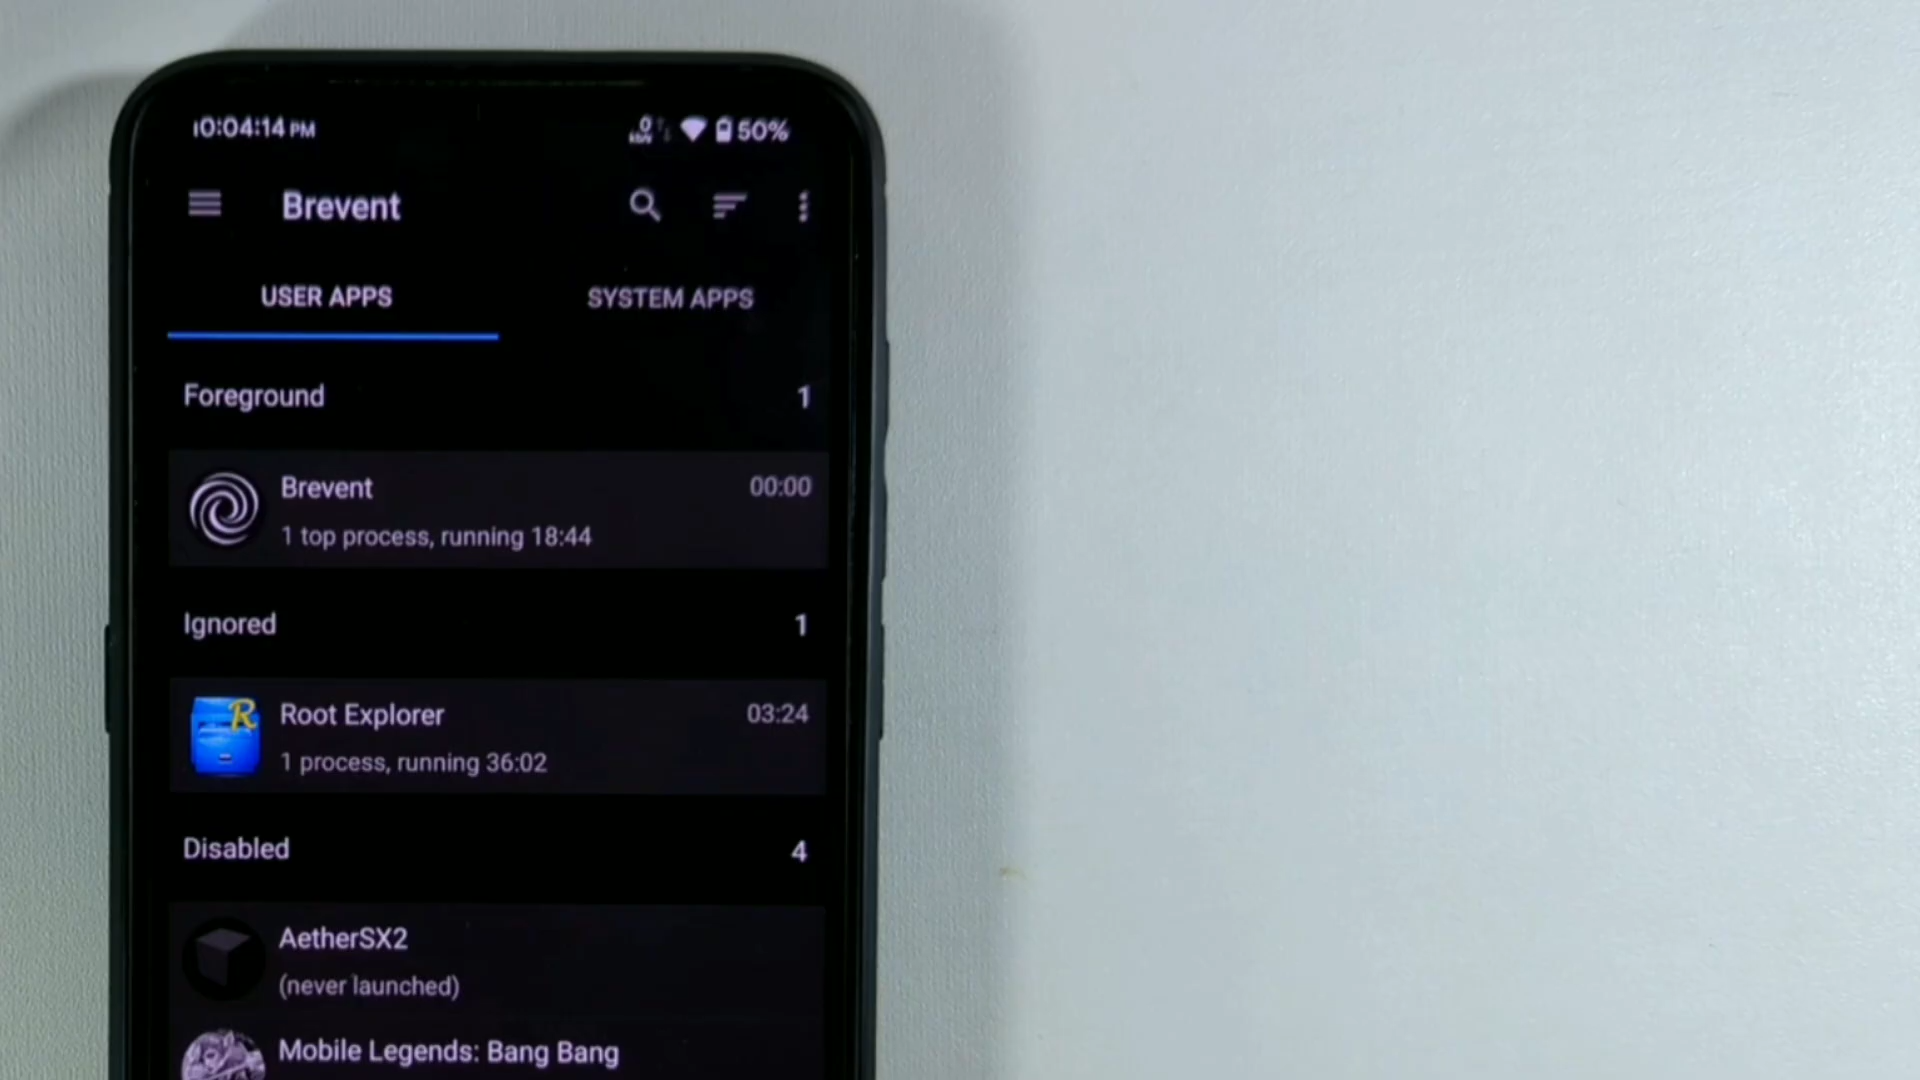 10:04:14 PM 0 50%
Brevent
USER APPS SYSTEM APPS
Foreground 1
Brevent 00:00
1 top process, running 18:44
Ignored 1
R
Root Explorer 03:24
1 process, running 36:02
Disabled 4
AetherSX2
(never launched)
Mobile Legends: Bang Bang